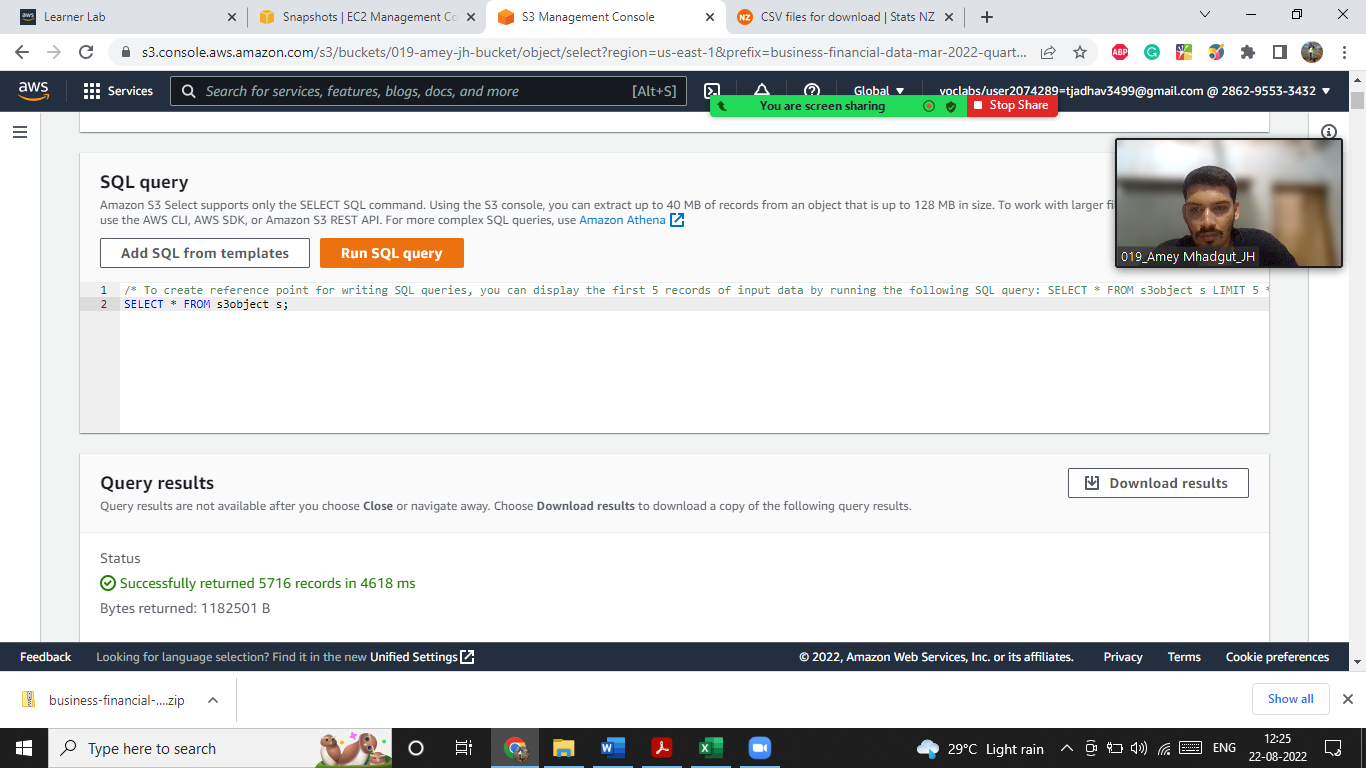 Learner Lab
Snapshots | EC2 Management Co
S3 Management Console
CSV files for download | Stats NZ
s3.console.aws.amazon.com/s3/buckets/019-amey-jh-bucket/object/select?region=us-east-1&prefix=business-financial-data-mar-2022-quart...
ABP
aws
Services
Search for services, features, blogs, docs, and more
[Alt+S]
Global
voclabs/user2074289=tjadhav3499@gmail.com @ 2862-9553-3432
You are screen sharing
Stop Share
SQL query
Amazon S3 Select supports only the SELECT SQL command. Using the S3 console, you can extract up to 40 MB of records from an object that is up to 128 MB in size. To work with larger fi
use the AWS CLI, AWS SDK, or Amazon S3 REST API. For more complex SQL queries, use Amazon Athena
019_Amey Mhadgut_JH
Add SQL from templates
Run SQL query
1 /* To create reference point for writing SQL queries, you can display the first 5 records of input data by running the following SQL query: SELECT * FROM s3object s LIMIT 5 *
2 SELECT * FROM s3object s;
Query results
Download results
Query results are not available after you choose Close or navigate away. Choose Download results to download a copy of the following query results.
Status
Successfully returned 5716 records in 4618 ms
Bytes returned: 1182501 B
Feedback
Looking for language selection? Find it in the new Unified Settings
© 2022, Amazon Web Services, Inc. or its affiliates.
Privacy
Terms
Cookie preferences
business-financial-....zip
Show all
Type here to search
29°C Light rain
ENG
12:25
22-08-2022